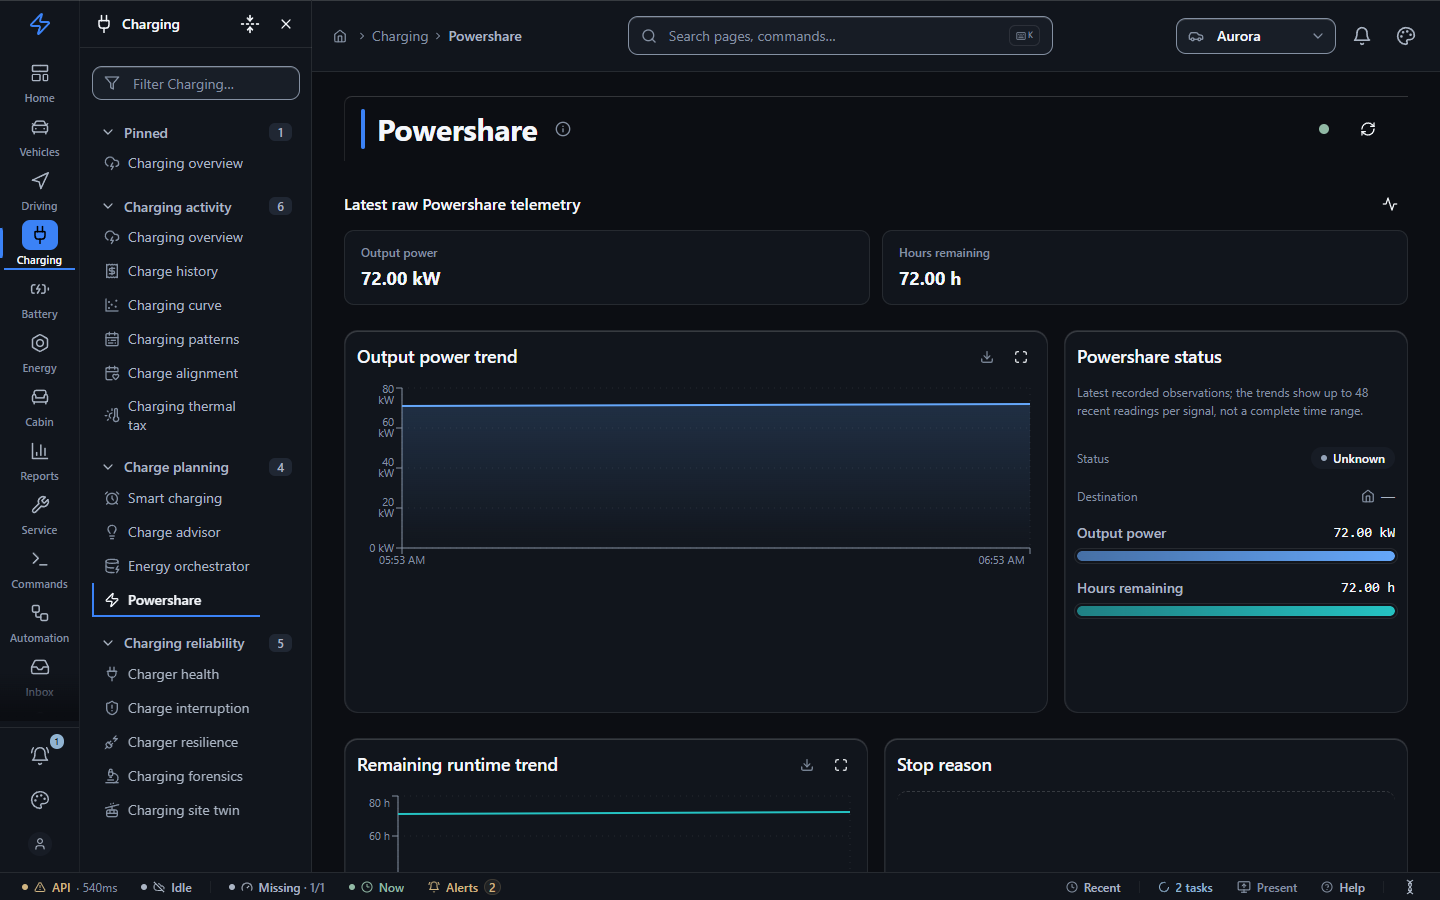 Charging
Charging
Powershare
Search pages, commands...
K
Aurora
Home
Vehicles
Driving
Charging
Battery
Energy
Cabin
Reports
Service
Commands
Automation
Inbox
1
Filter Charging...
Pinned
1
Charging overview
Charging activity
6
Charging overview
Charge history
Charging curve
Charging patterns
Charge alignment
Charging thermal
tax
Charge planning
4
Smart charging
Charge advisor
Energy orchestrator
Powershare
Charging reliability
5
Charger health
Charge interruption
Charger resilience
Charging forensics
Charging site twin
Powershare
Latest raw Powershare telemetry
Output power
72.00 kW
Hours remaining
72.00 h
Output power trend
80
kW
60
kW
40
kW
20
kW
0 kW
05:53 AM
06:53 AM
Powershare status
Latest recorded observations; the trends show up to 48
recent readings per signal, not a complete time range.
Status
Unknown
Destination
—
Output power
72.00 kW
Hours remaining
72.00 h
Remaining runtime trend
80 h
60 h
Stop reason
API · 540ms
Idle
Missing · 1/1
Now
Alerts 2
Recent
2 tasks
Present
Help